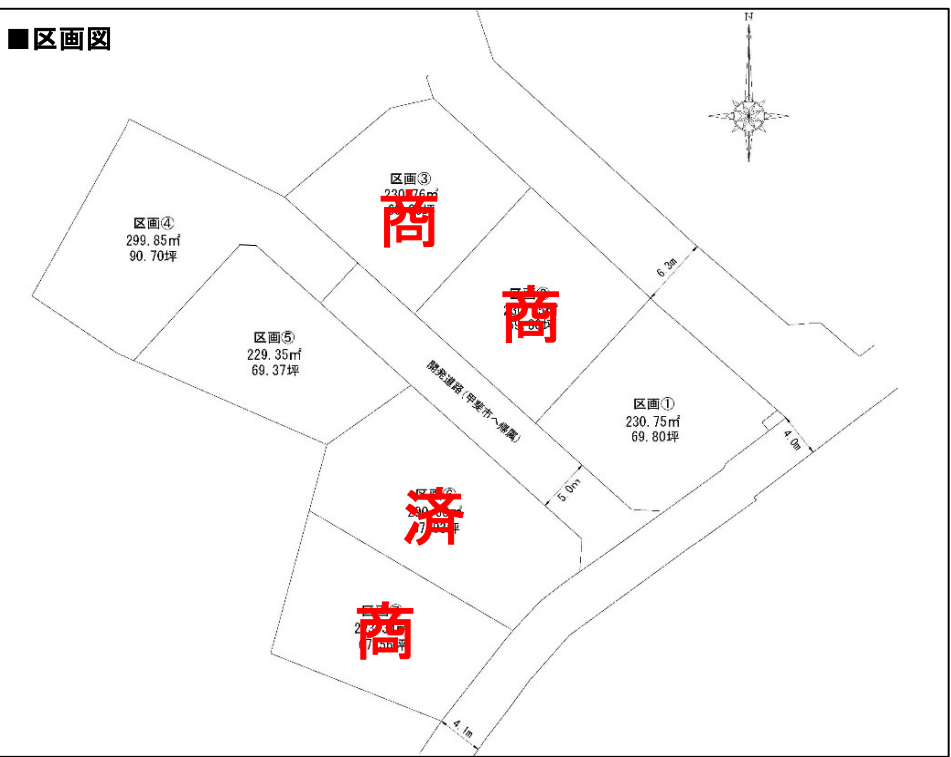 ■区画図
N
区画③
商
区画④
299.85㎡
90.70坪
6.3m
商
区画⑤
229.35㎡
69.37坪
開発道路(甲斐市へ帰属)
区画①
230.75㎡
69.80坪
4.0m
5.0m
済
商
4.1m